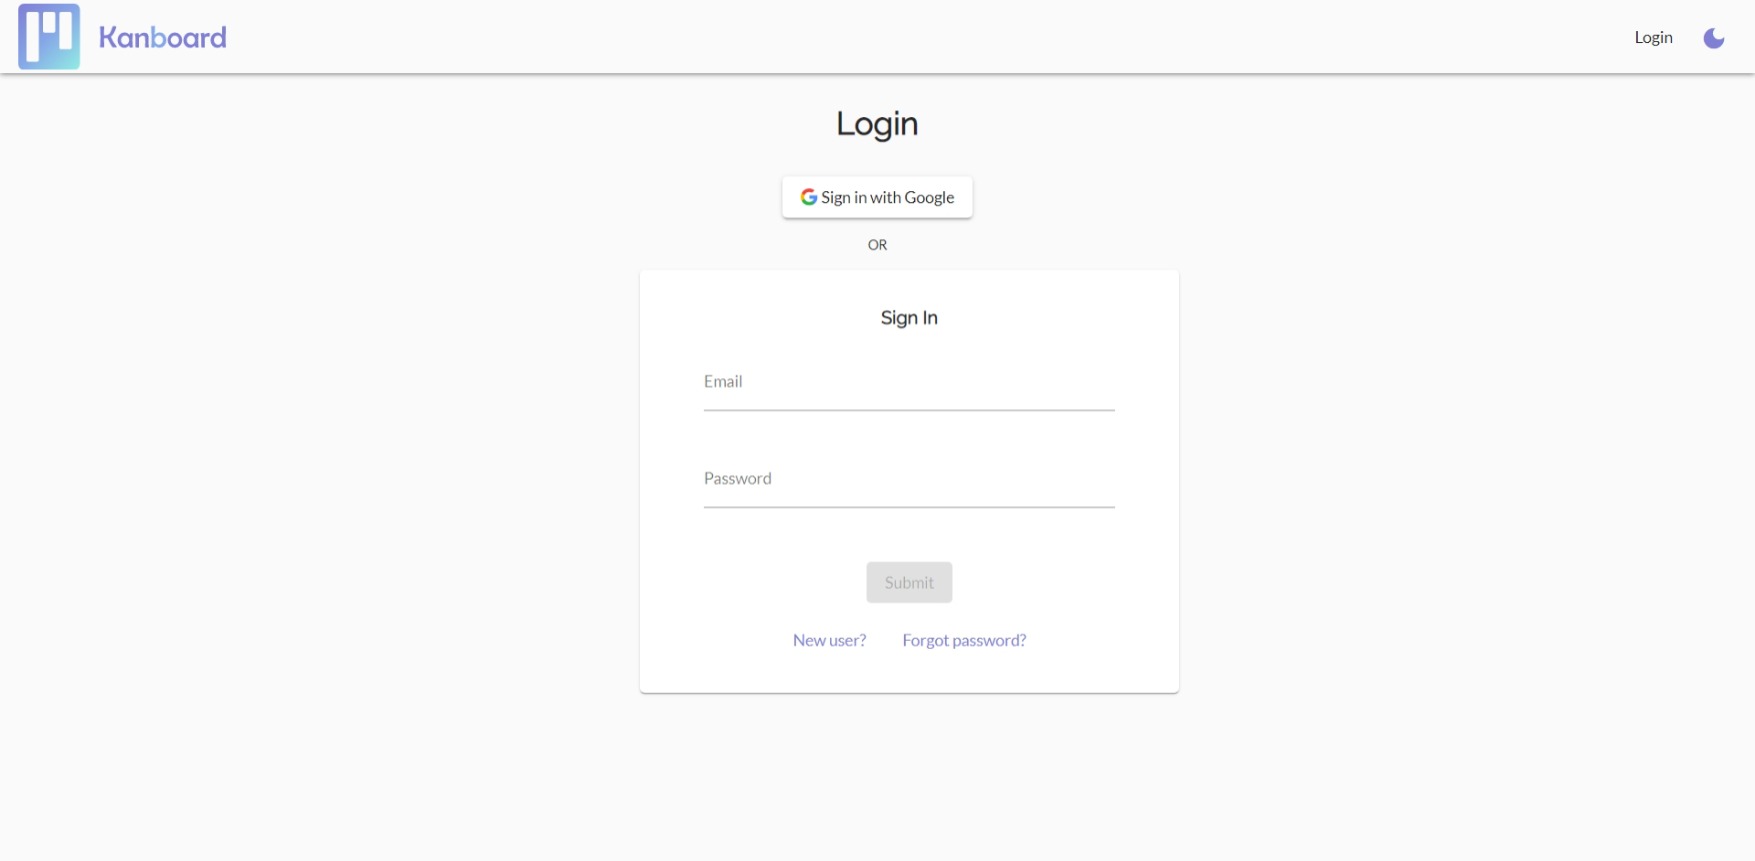 Kanboard
Login
Login
Sign in with Google
OR
Sign In
Email
Password
Submit
New user? Forgot password?